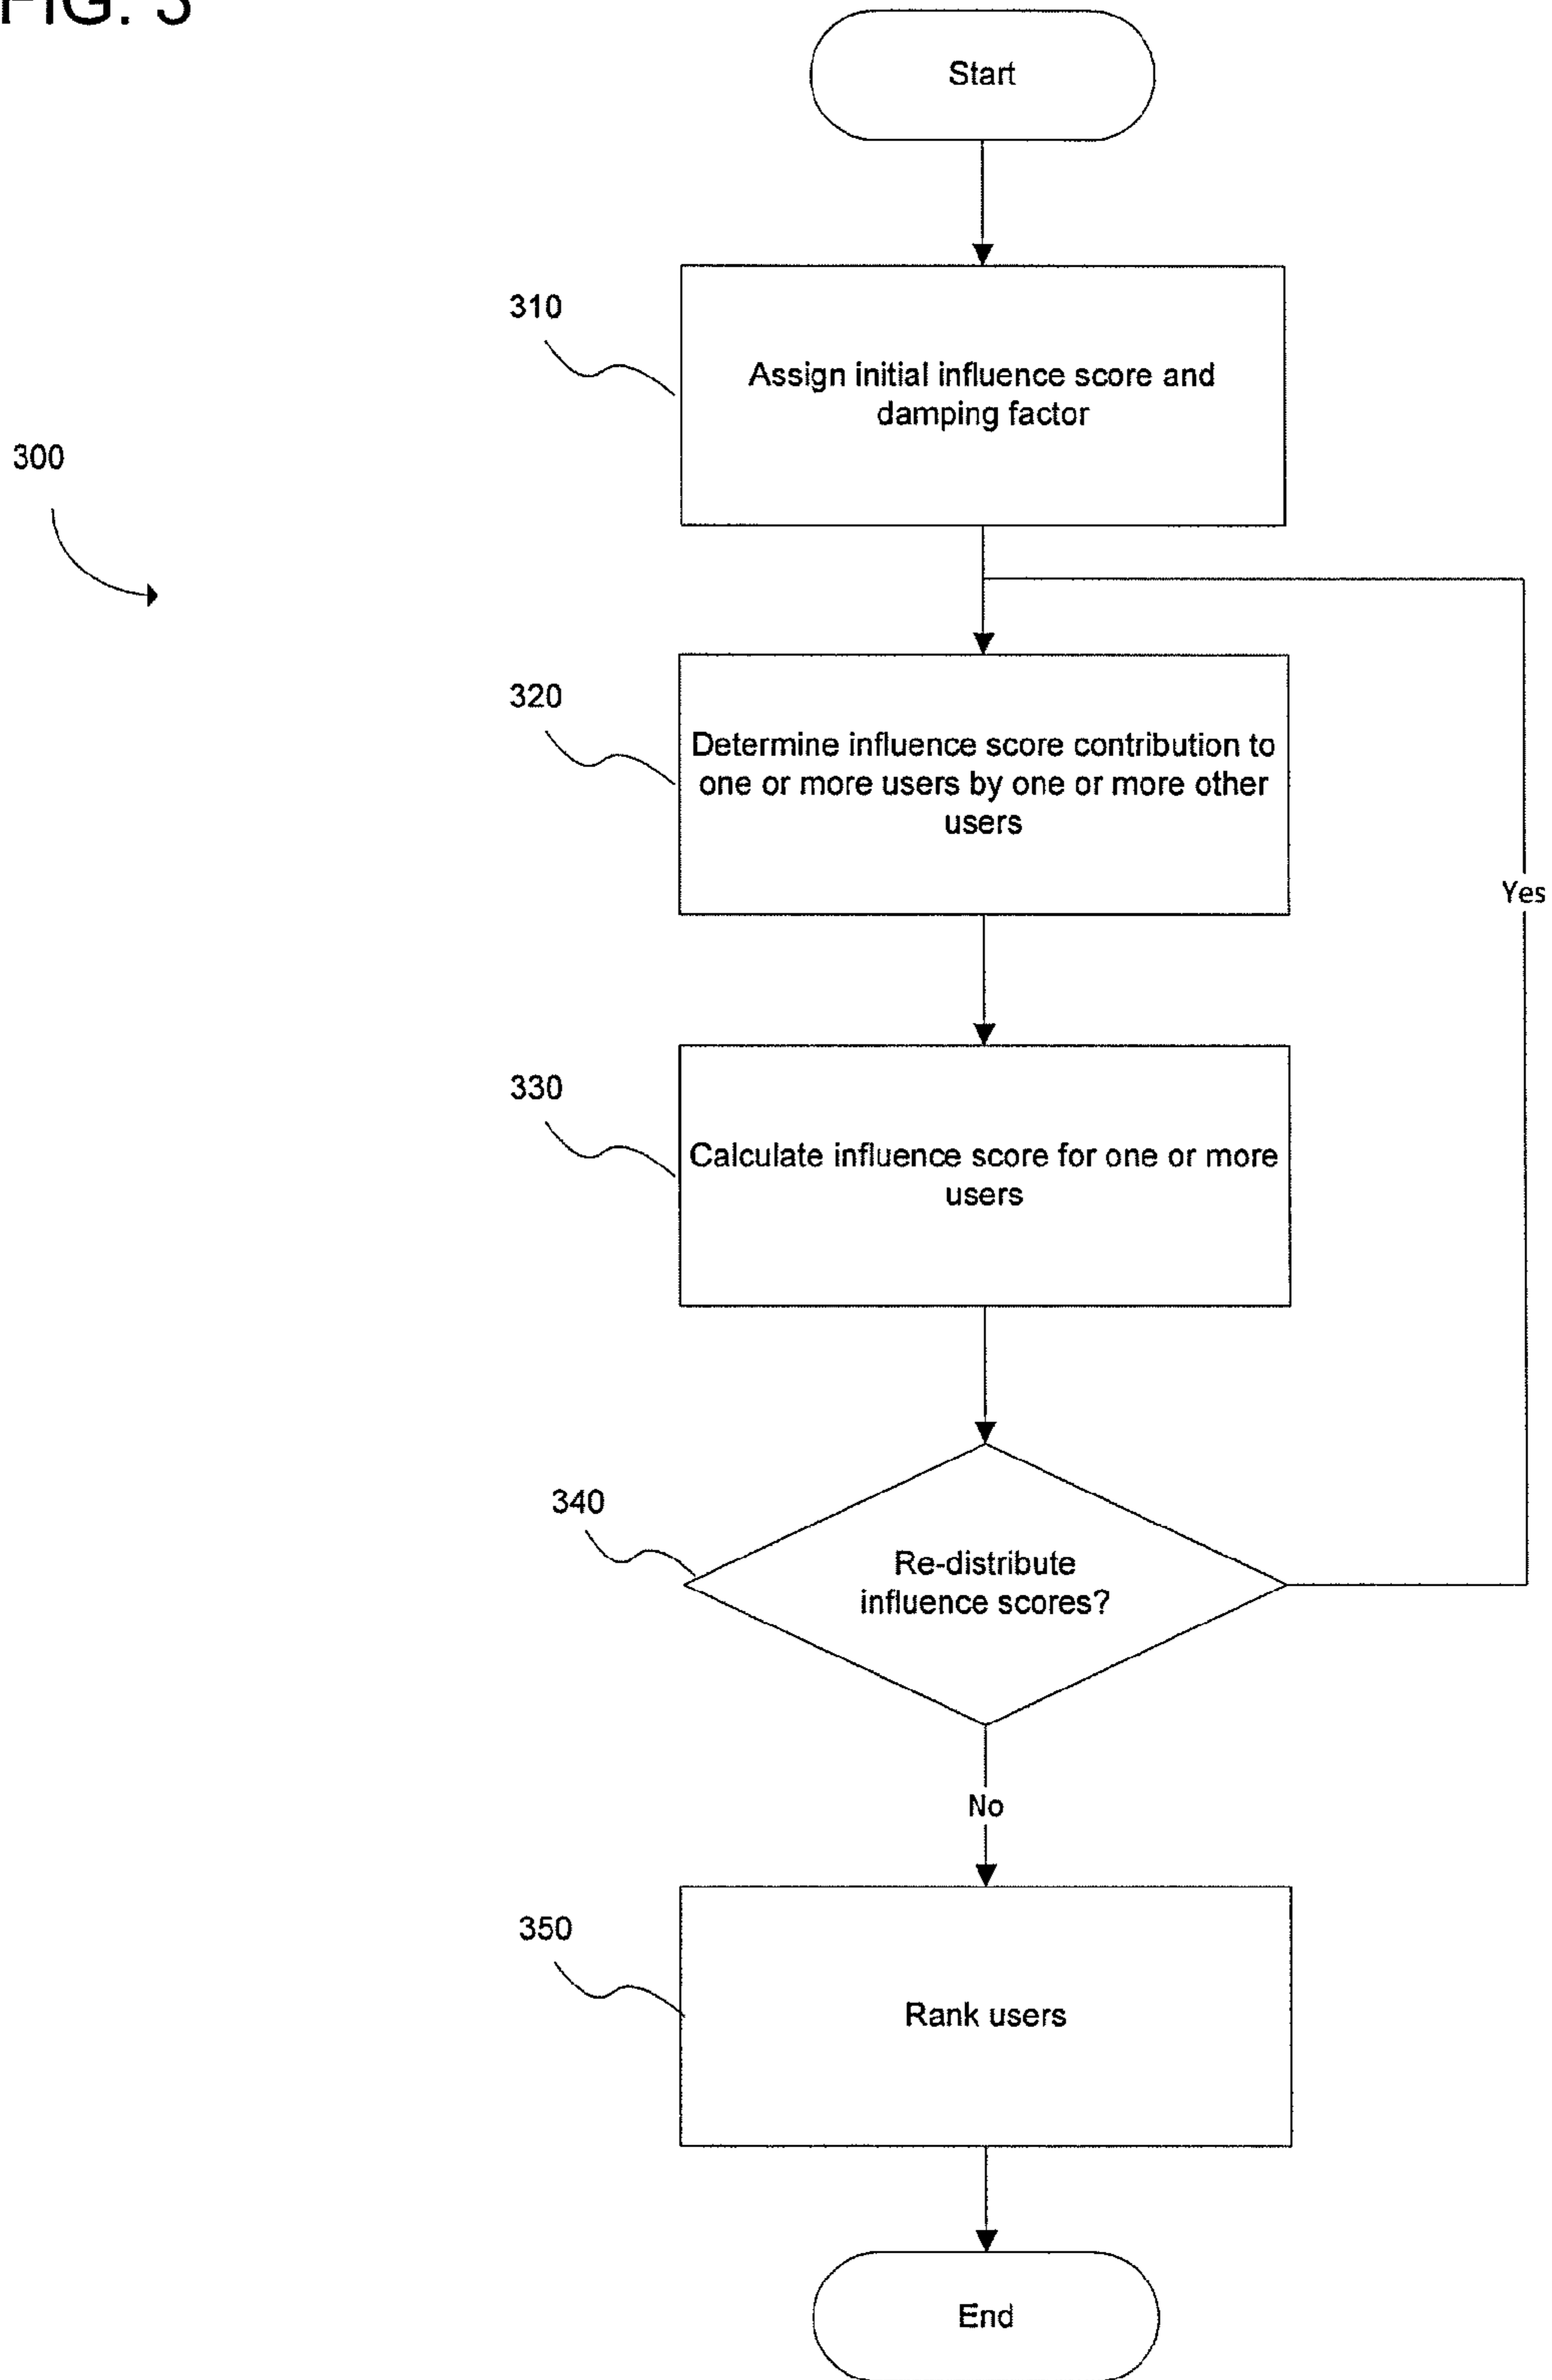 FIG. 3
Start
310
Assign initial influence score and
damping factor
300
320
Determine influence score contribution to
one or more users by one or more other
users
Yes
330
Calculate influence score for one or more
users
340
Re-distribute
influence scores?
No
350
Rank users
End